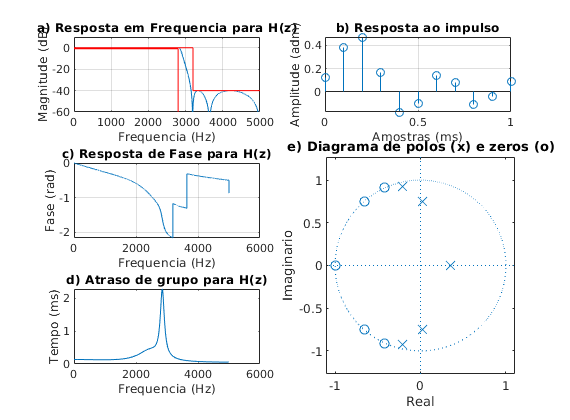 a) Resposta em Frequencia para H(z)
Magnitude (dB)
0
-20
-40
-60
0 1000 2000 3000 4000 5000
Frequencia (Hz)
b) Resposta ao impulso
Amplitude (adm)
0.4
0.2
0
0 0.5 1
Amostras (ms)
c) Resposta de Fase para H(z)
Fase (rad)
0
-1
-2
0 2000 4000 6000
Frequencia (Hz)
d) Atraso de grupo para H(z)
Tempo (ms)
2
1
0
0 2000 4000 6000
Frequencia (Hz)
e) Diagrama de polos (x) e zeros (o)
Imaginario
1
0.5
0
-0.5
-1
-1 0 1
Real